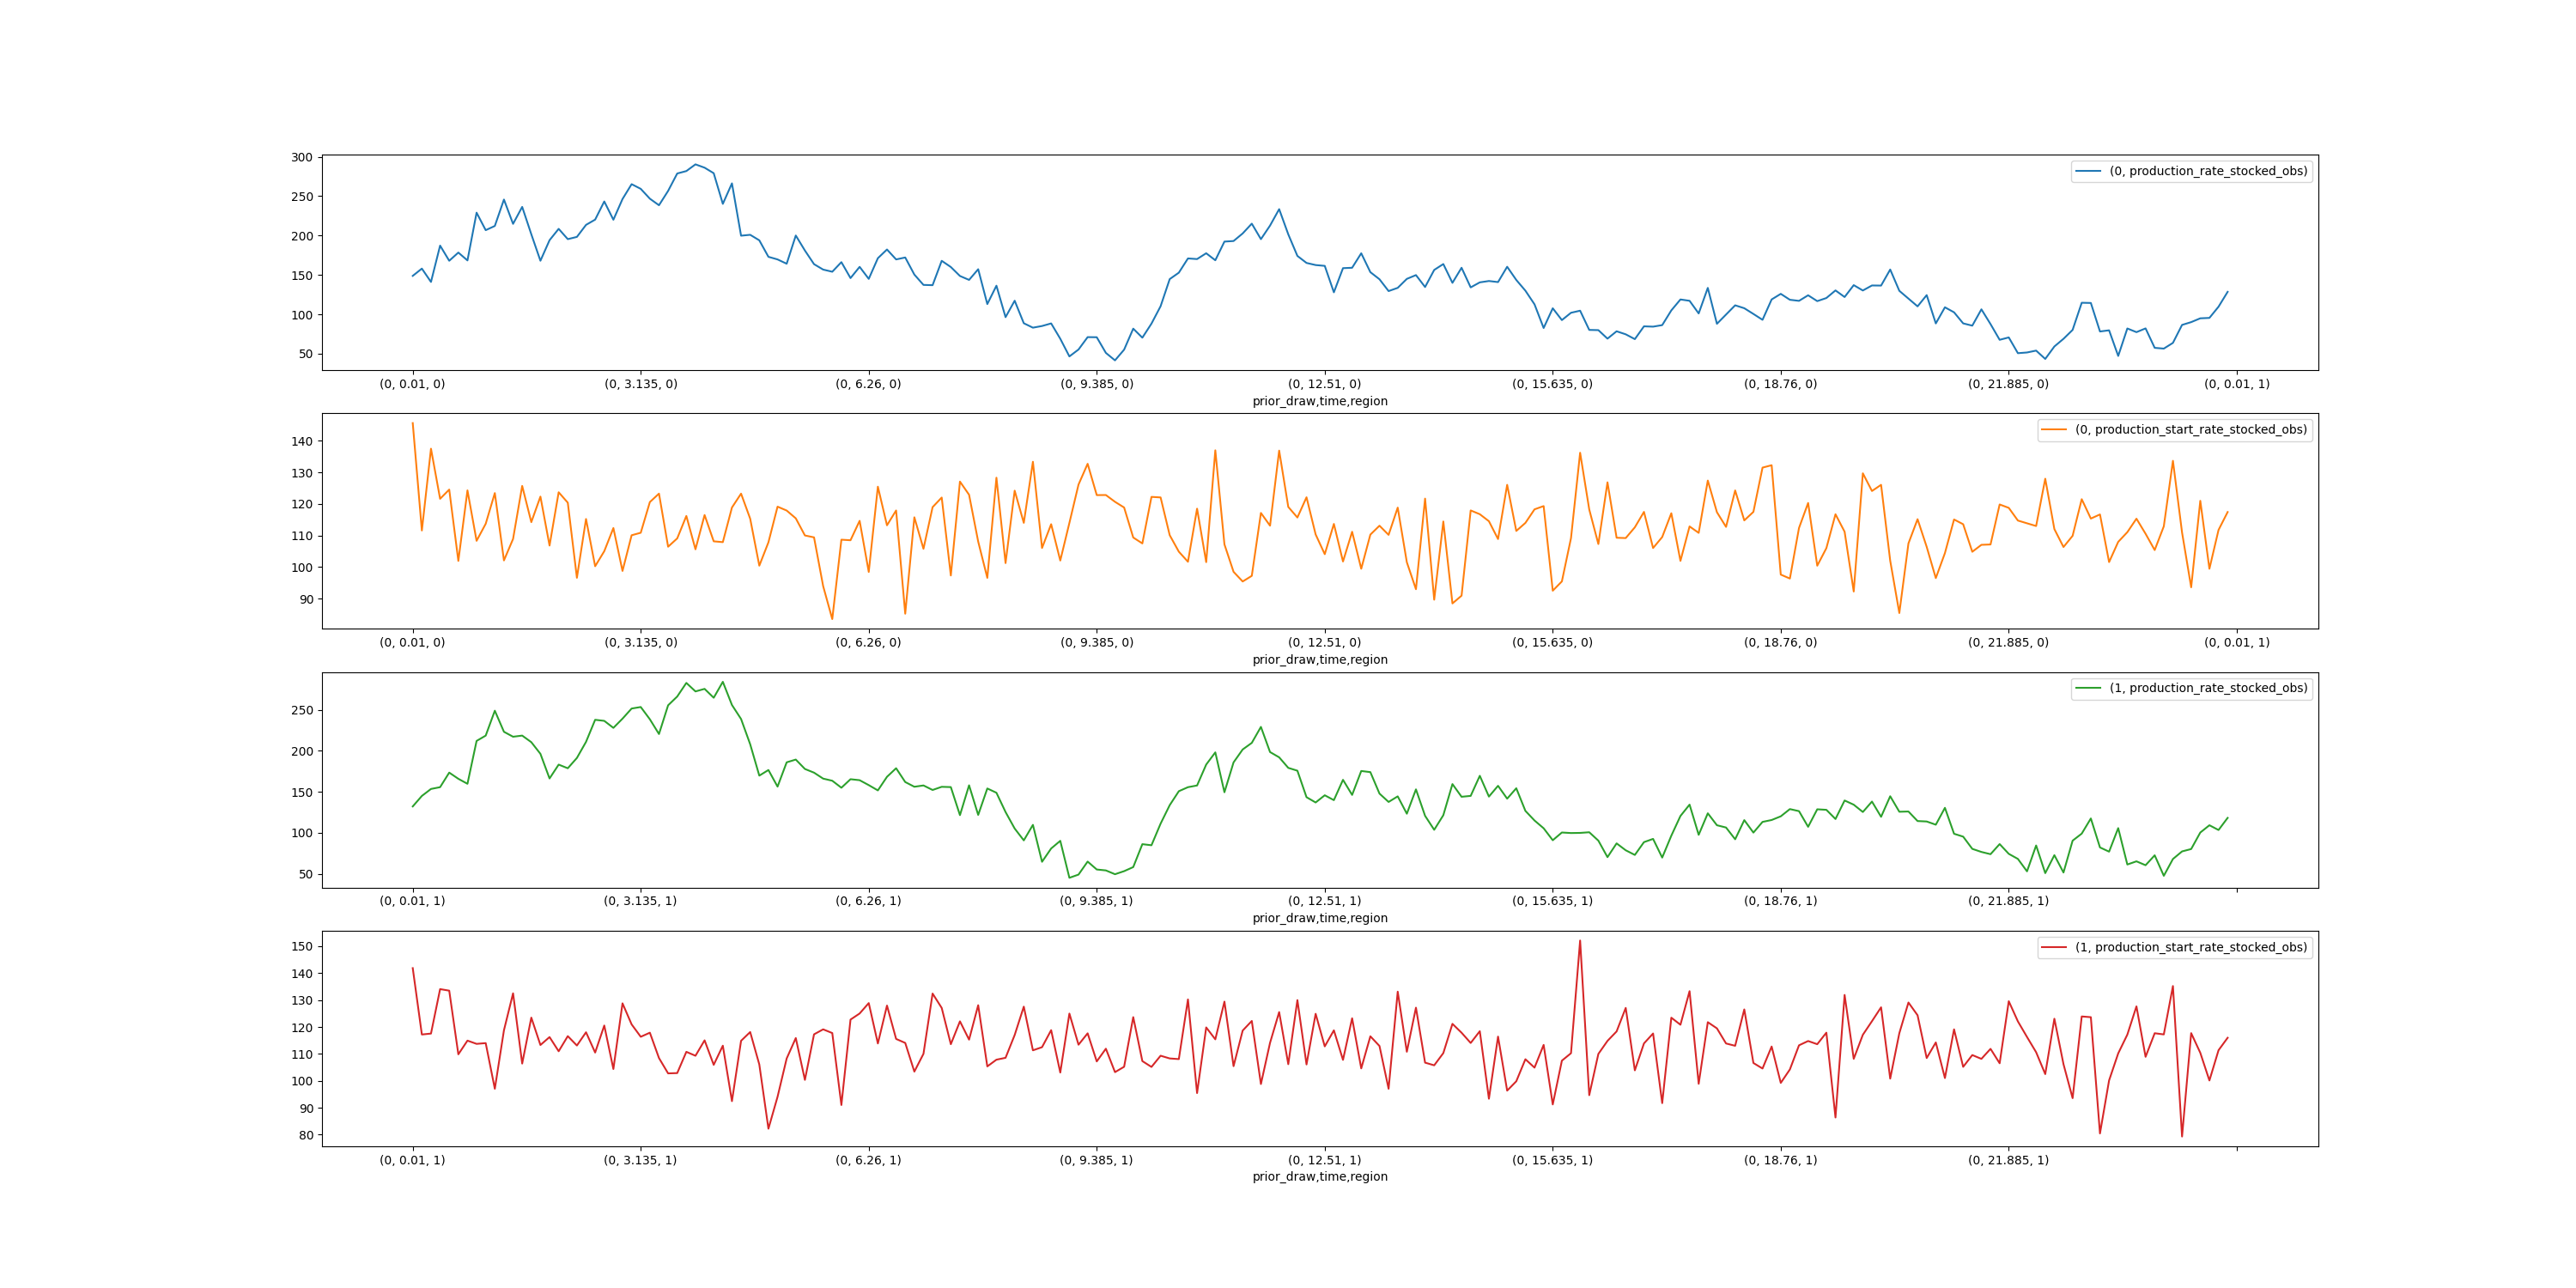 300
250
200
150
100
50
(0, production_rate_stocked_obs)
(0, 0.01, 0) (0, 3.135, 0) (0, 6.26, 0) (0, 9.385, 0) (0, 12.51, 0) (0, 15.635, 0) (0, 18.76, 0) (0, 21.885, 0) (0, 0.01, 1)
prior_draw,time,region
140
130
120
110
100
90
(0, production_start_rate_stocked_obs)
(0, 0.01, 0) (0, 3.135, 0) (0, 6.26, 0) (0, 9.385, 0) (0, 12.51, 0) (0, 15.635, 0) (0, 18.76, 0) (0, 21.885, 0) (0, 0.01, 1)
prior_draw,time,region
250
200
150
100
50
(1, production_rate_stocked_obs)
(0, 0.01, 1) (0, 3.135, 1) (0, 6.26, 1) (0, 9.385, 1) (0, 12.51, 1) (0, 15.635, 1) (0, 18.76, 1) (0, 21.885, 1)
prior_draw,time,region
150
140
130
120
110
100
90
80
(1, production_start_rate_stocked_obs)
(0, 0.01, 1) (0, 3.135, 1) (0, 6.26, 1) (0, 9.385, 1) (0, 12.51, 1) (0, 15.635, 1) (0, 18.76, 1) (0, 21.885, 1)
prior_draw,time,region